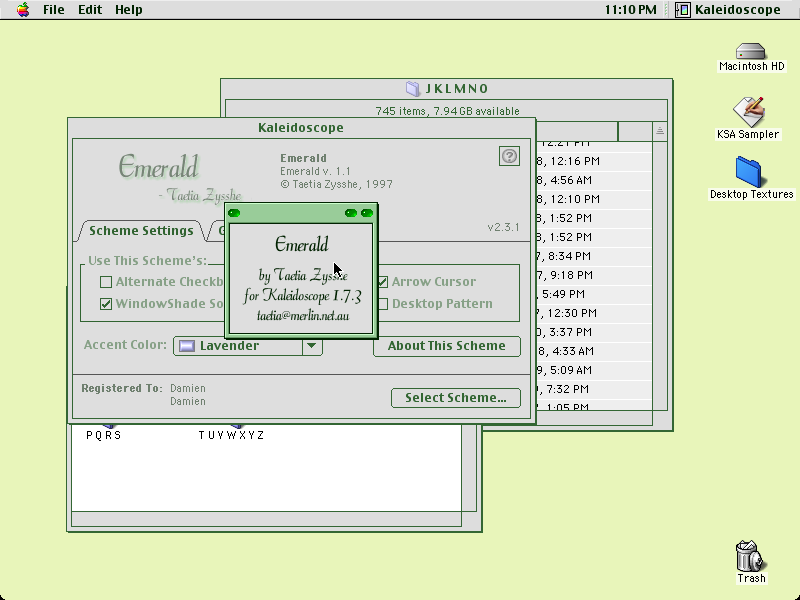 File Edit Help
11:10 PM
Kaleidoscope
Macintosh HD
KSA Sampler
Desktop Textures
Trash
JKLMNO
745 items, 7.94 GB available
8, 12:16 PM
8, 4:56 AM
8, 12:10 PM
8, 1:52 PM
8, 1:52 PM
7, 8:34 PM
7, 9:18 PM
, 5:49 PM
, 12:30 PM
0, 3:37 PM
8, 4:33 AM
9, 5:09 AM
, 7:32 PM
, 1:05 PM
Kaleidoscope
Emerald
- Taetia Zysshe
Emerald
Emerald v. 1.1
© Taetia Zysshe, 1997
v2.3.1
Scheme Settings
Use This Scheme's:
Alternate Checkb
WindowShade So
Arrow Cursor
Desktop Pattern
Accent Color:
Lavender
About This Scheme
Registered To: Damien
Damien
Select Scheme...
Emerald
by Taetia Zysshe
for Kaleidoscope 1.7.3
taetia@merlin.net.au
PQRS
TUVWXYZ